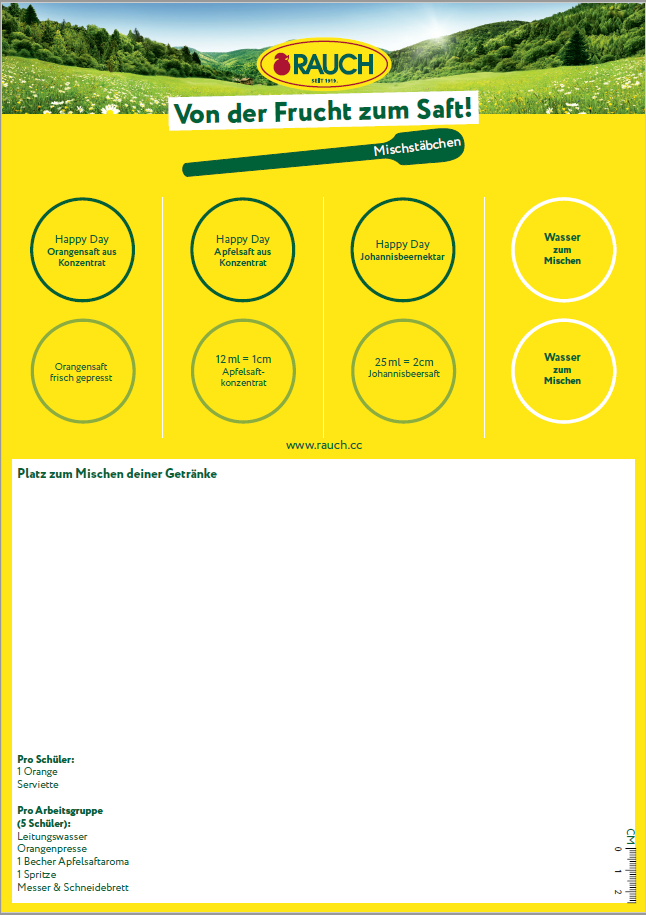 RAUCH
SEIT 1919.
Von der Frucht zum Saft!
Mischstäbchen
Happy Day
Orangensaft aus
Konzentrat
Happy Day
Apfelsaft aus
Konzentrat
Happy Day
Johannisbeernektar
Wasser
zum
Mischen
Orangensaft
frisch gepresst
12 ml = 1cm
Apfelsaft-
konzentrat
25 ml = 2cm
Johannisbeersaft
Wasser
zum
Mischen
www.rauch.cc
Platz zum Mischen deiner Getränke
Pro Schüler:
1 Orange
Serviette
Pro Arbeitsgruppe
(5 Schüler):
Leitungswasser
Orangenpresse
1 Becher Apfelsaftaroma
1 Spritze
Messer & Schneidebrett
CM
0
1
2